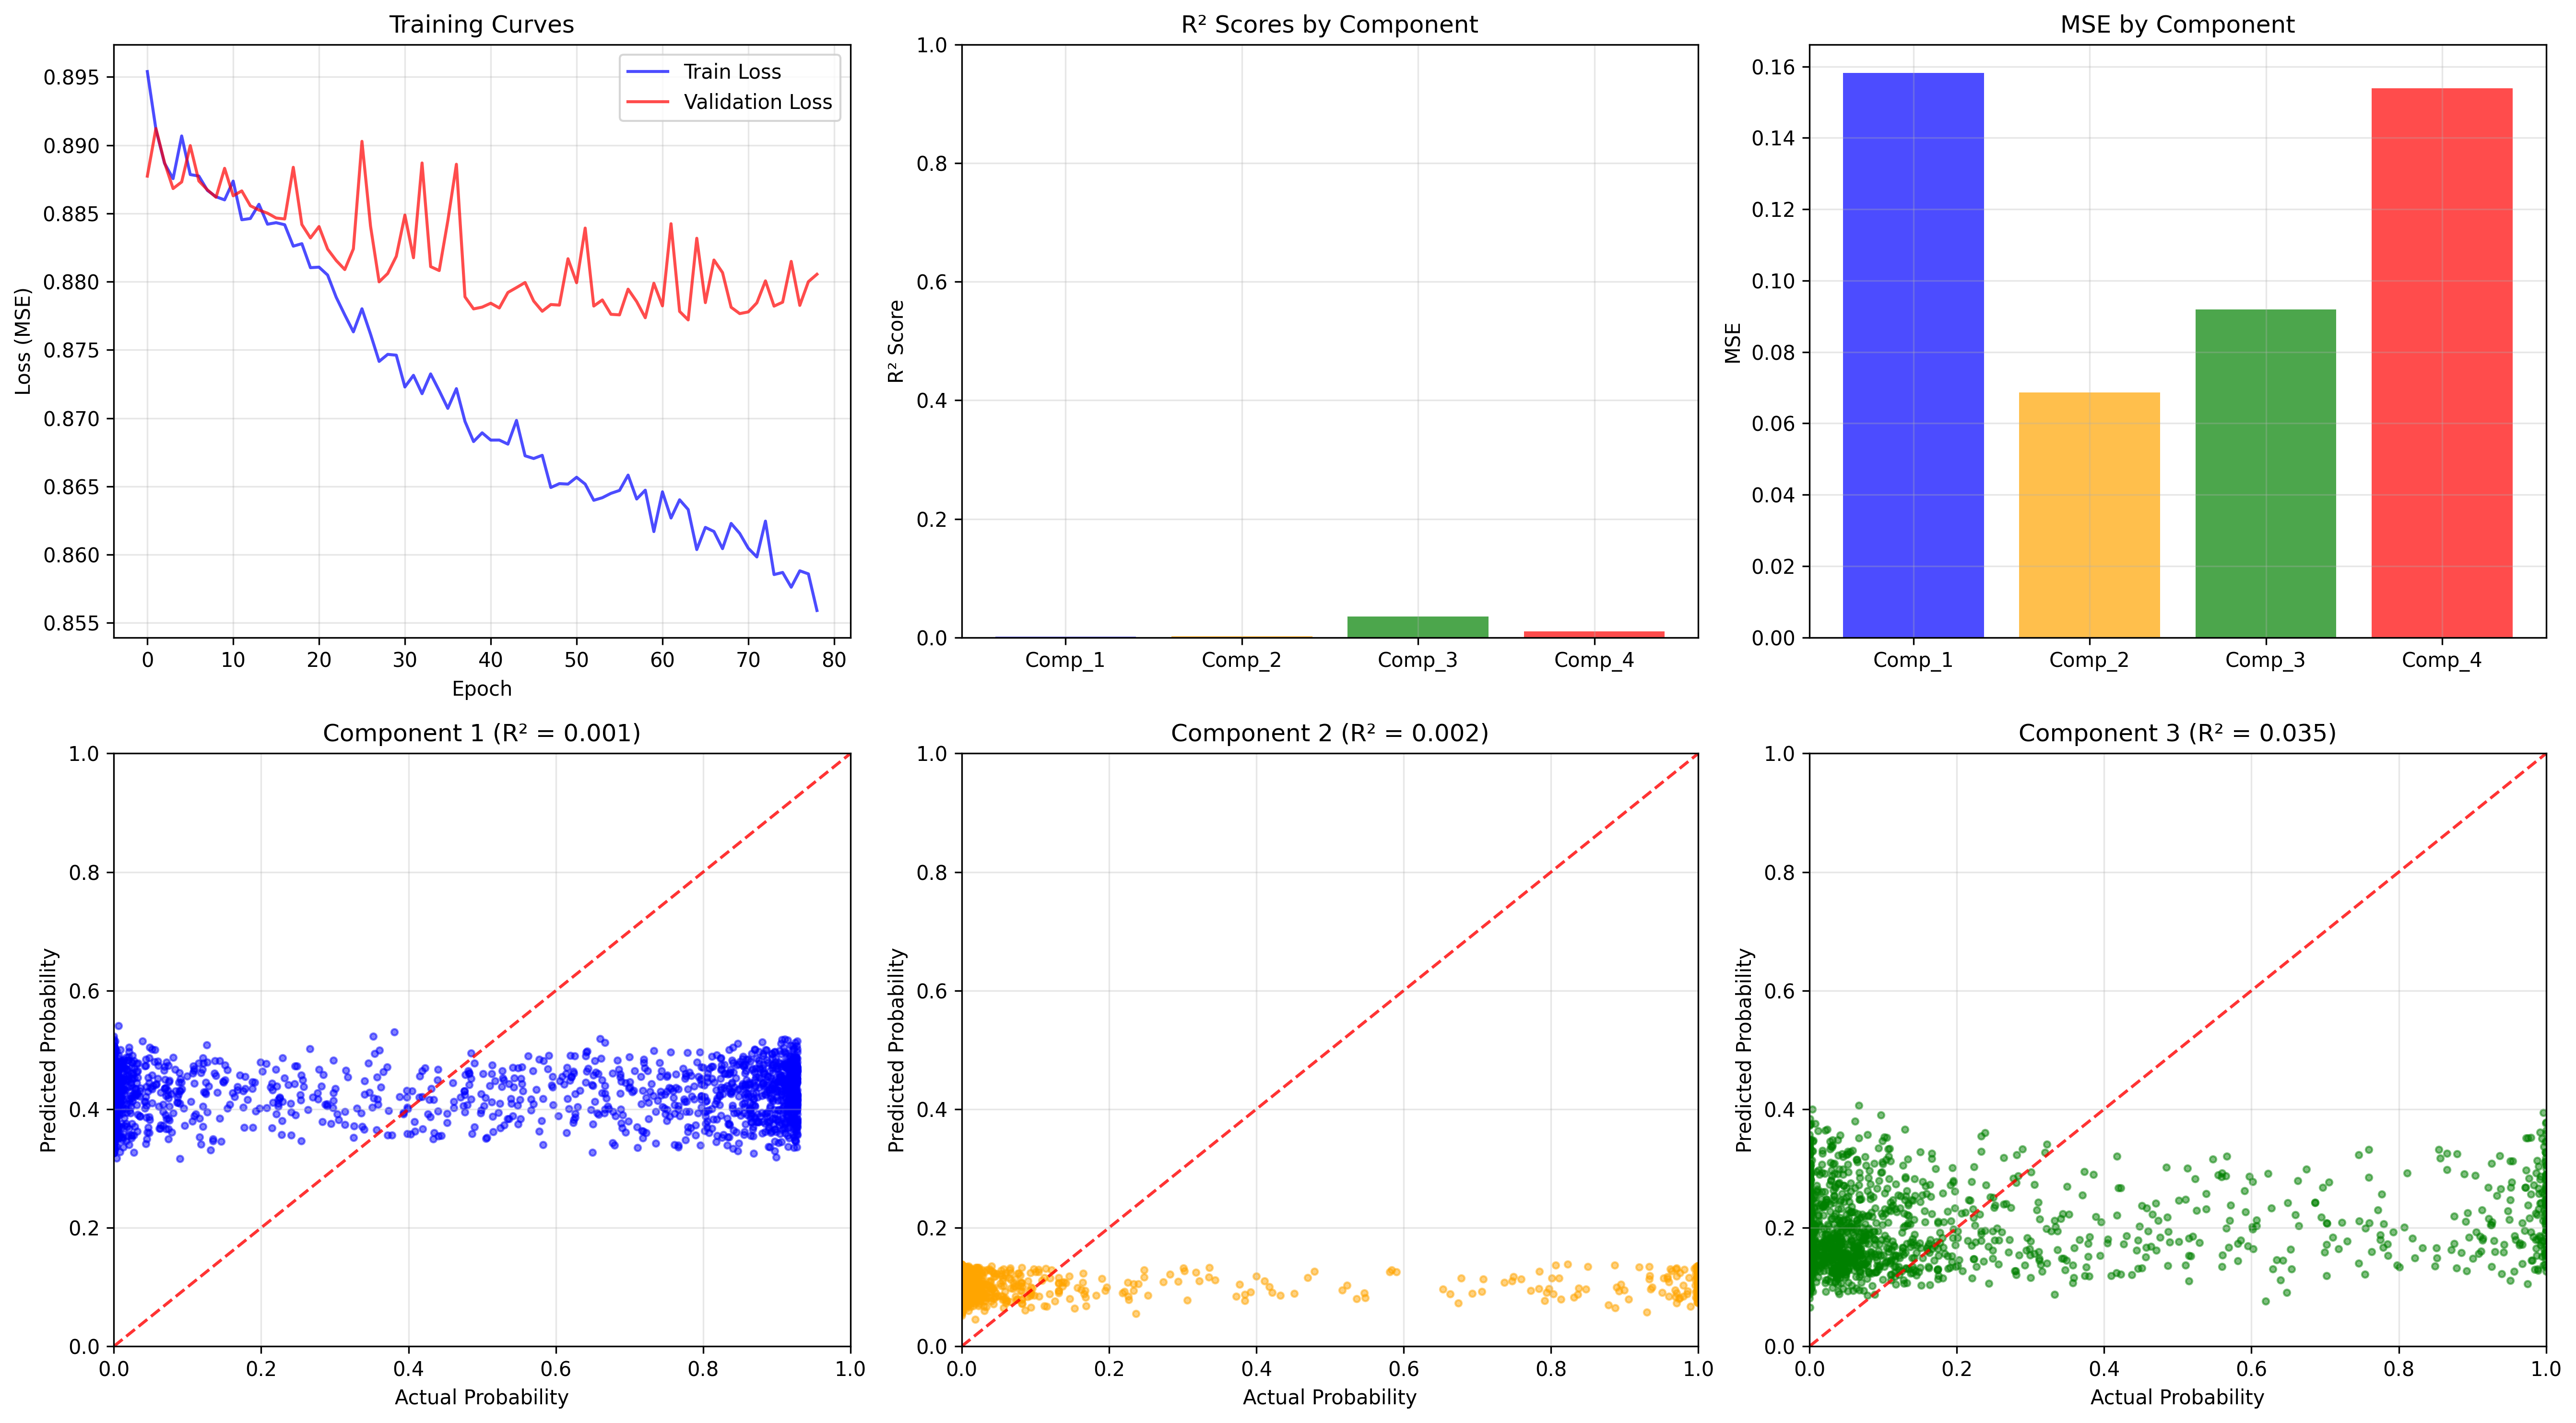 Training Curves
Loss (MSE)
0.895
0.890
0.885
0.880
0.875
0.870
0.865
0.860
0.855
Train Loss
Validation Loss
0 10 20 30 40 50 60 70 80
Epoch
R² Scores by Component
R² Score
1.0
0.8
0.6
0.4
0.2
0.0
Comp_1 Comp_2 Comp_3 Comp_4
MSE by Component
MSE
0.16
0.14
0.12
0.10
0.08
0.06
0.04
0.02
0.00
Comp_1 Comp_2 Comp_3 Comp_4
Component 1 (R² = 0.001)
Predicted Probability
1.0
0.8
0.6
0.4
0.2
0.0
0.0 0.2 0.4 0.6 0.8 1.0
Actual Probability
Component 2 (R² = 0.002)
Predicted Probability
1.0
0.8
0.6
0.4
0.2
0.0
0.0 0.2 0.4 0.6 0.8 1.0
Actual Probability
Component 3 (R² = 0.035)
Predicted Probability
1.0
0.8
0.6
0.4
0.2
0.0
0.0 0.2 0.4 0.6 0.8 1.0
Actual Probability